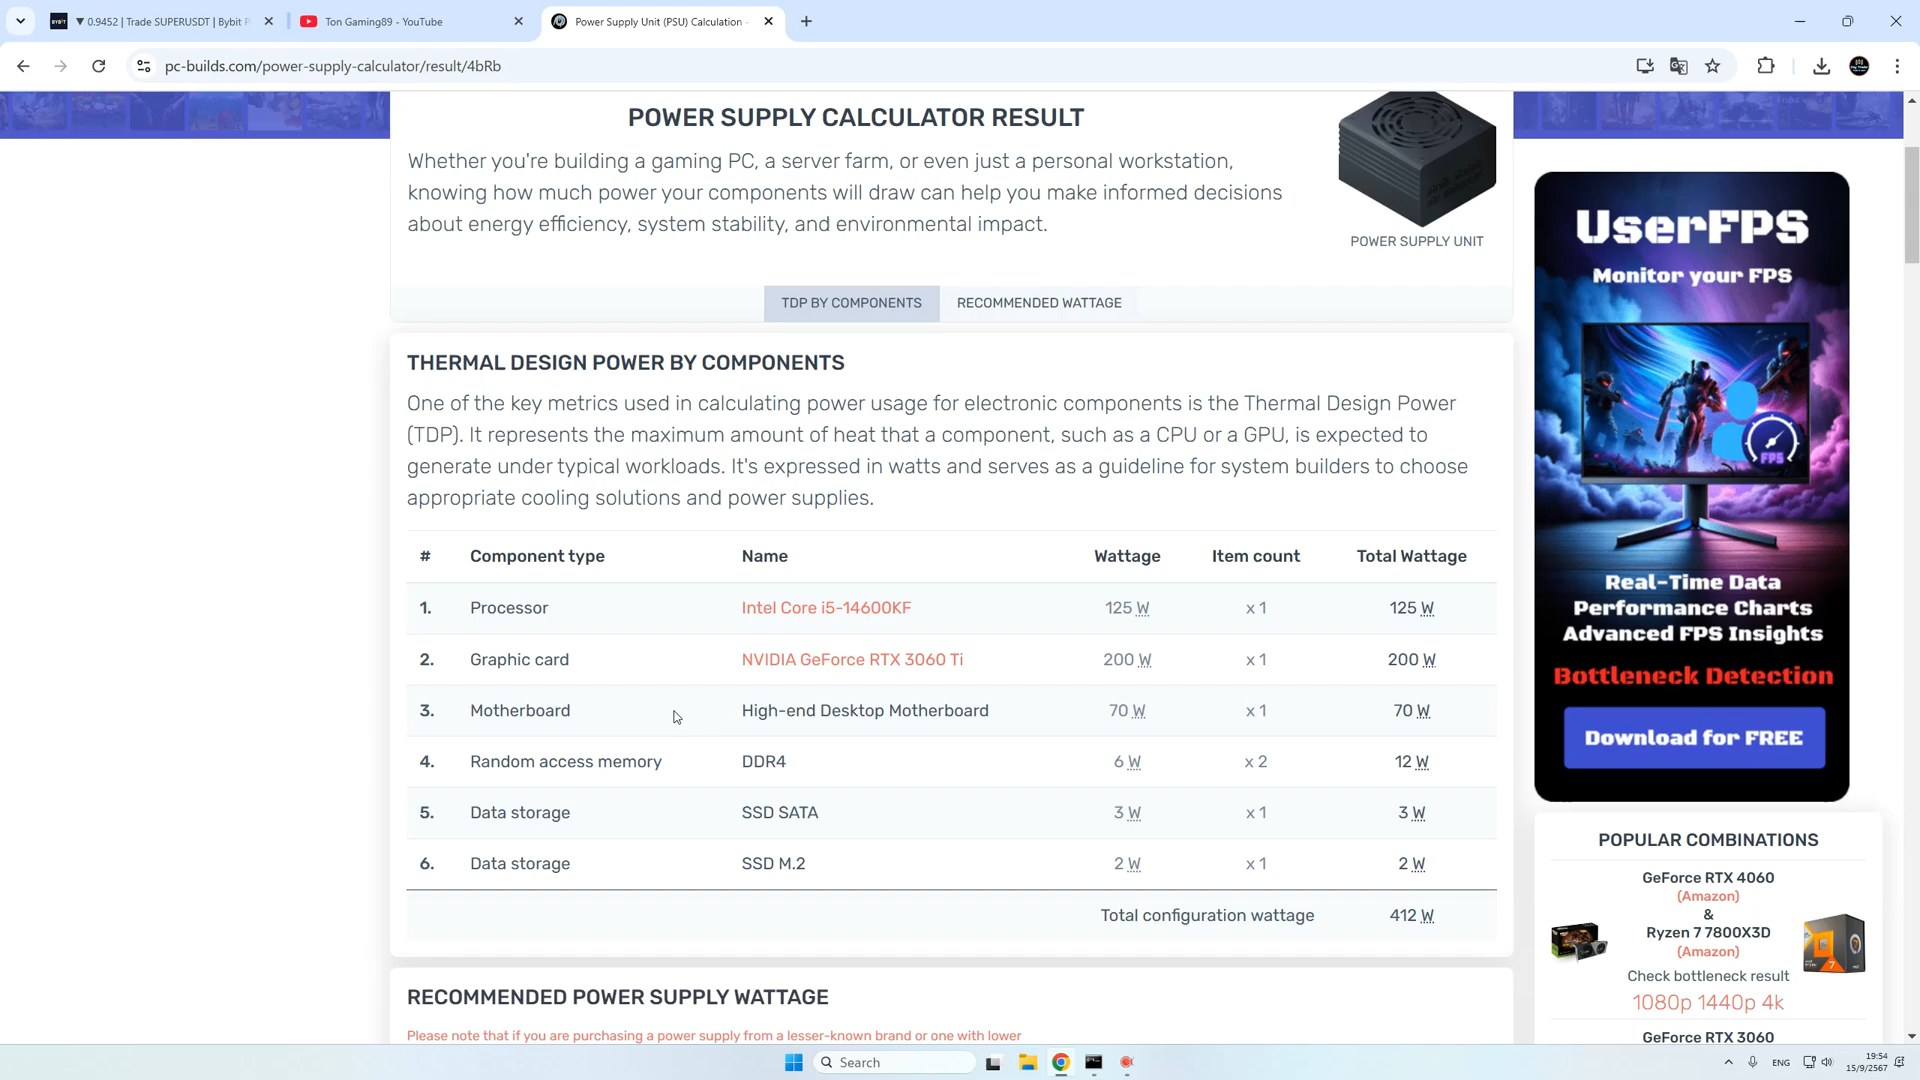 ▼ 0.9452 | Trade SUPERUSDT | Bybit
Ton Gaming89 - YouTube
Power Supply Unit (PSU) Calculation
pc-builds.com/power-supply-calculator/result/4bRb
POWER SUPPLY CALCULATOR RESULT
Whether you're building a gaming PC, a server farm, or even just a personal workstation,
knowing how much power your components will draw can help you make informed decisions
about energy efficiency, system stability, and environmental impact.
POWER SUPPLY UNIT
TDP BY COMPONENTS
RECOMMENDED WATTAGE
THERMAL DESIGN POWER BY COMPONENTS
One of the key metrics used in calculating power usage for electronic components is the Thermal Design Power
(TDP). It represents the maximum amount of heat that a component, such as a CPU or a GPU, is expected to
generate under typical workloads. It's expressed in watts and serves as a guideline for system builders to choose
appropriate cooling solutions and power supplies.
# Component type Name Wattage Item count Total Wattage
1. Processor Intel Core i5-14600KF 125 W x 1 125 W
2. Graphic card NVIDIA GeForce RTX 3060 Ti 200 W x 1 200 W
3. Motherboard High-end Desktop Motherboard 70 W x 1 70 W
4. Random access memory DDR4 6 W x 2 12 W
5. Data storage SSD SATA 3 W x 1 3 W
6. Data storage SSD M.2 2 W x 1 2 W
Total configuration wattage 412 W
RECOMMENDED POWER SUPPLY WATTAGE
Please note that if you are purchasing a power supply from a lesser-known brand or one with lower
UserFPS
Monitor your FPS
FPS
Real-Time Data
Performance Charts
Advanced FPS Insights
Bottleneck Detection
Download for FREE
POPULAR COMBINATIONS
GeForce RTX 4060
(Amazon)
&
Ryzen 7 7800X3D
(Amazon)
Check bottleneck result
1080p 1440p 4k
GeForce RTX 3060
Search
ENG
19:54
15/9/2567